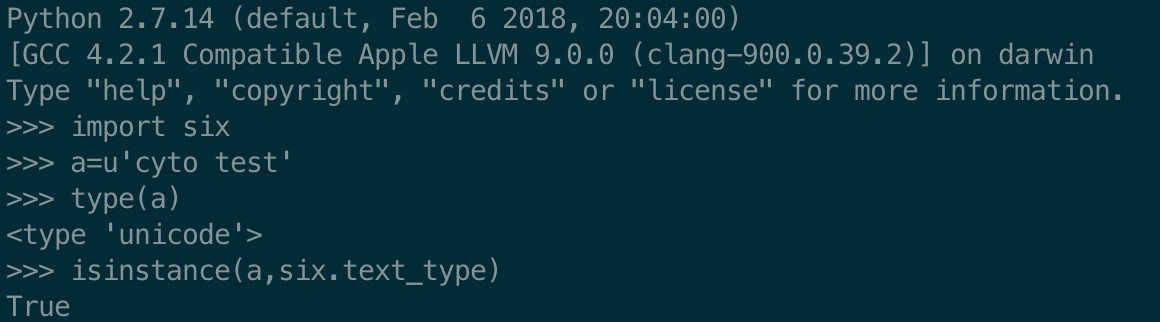 Python 2.7.14 (default, Feb  6 2018, 20:04:00)
[GCC 4.2.1 Compatible Apple LLVM 9.0.0 (clang-900.0.39.2)] on darwin
Type "help", "copyright", "credits" or "license" for more information.
>>> import six
>>> a=u'cyto test'
>>> type(a)
<type 'unicode'>
>>> isinstance(a,six.text_type)
True